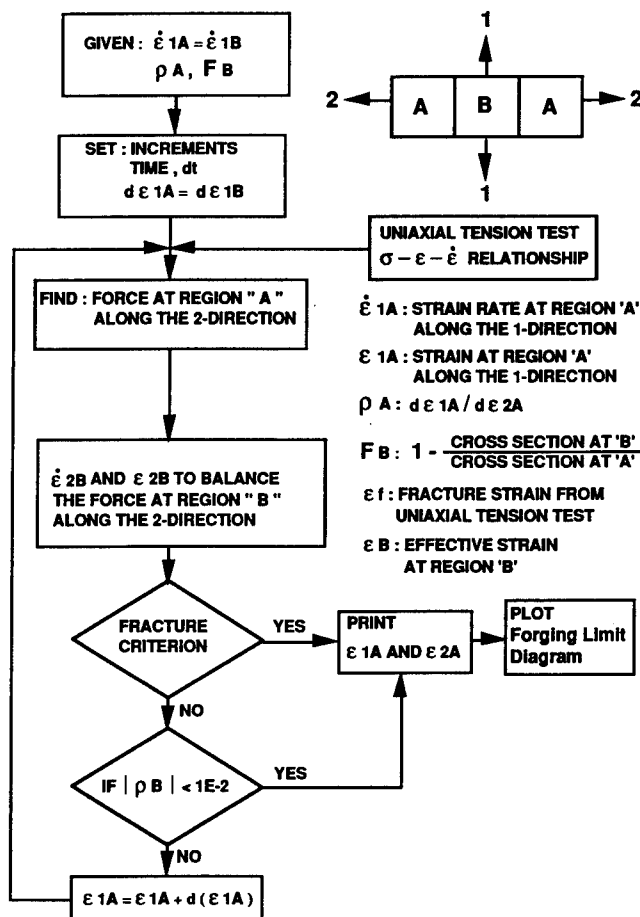 GIVEN : ε̇ 1A = ε̇ 1B
ρ A , F B
SET : INCREMENTS
TIME , dt
d ε 1A = d ε 1B
FIND : FORCE AT REGION " A "
ALONG THE 2-DIRECTION
ε̇ 2B AND ε 2B TO BALANCE
THE FORCE AT REGION " B "
ALONG THE 2-DIRECTION
FRACTURE
CRITERION
YES
NO
IF | ρ B | < 1E-2
YES
NO
ε 1A = ε 1A + d ( ε 1A )
PRINT
ε 1A AND ε 2A
PLOT
Forging Limit
Diagram
1
2
A
B
A
2
1
UNIAXIAL TENSION TEST
σ – ε – ε̇ RELATIONSHIP
ε̇ 1A : STRAIN RATE AT REGION 'A'
ALONG THE 1-DIRECTION
ε 1A : STRAIN AT REGION 'A'
ALONG THE 1-DIRECTION
ρ A : d ε 1A / d ε 2A
F B : 1 - CROSS SECTION AT 'B'
CROSS SECTION AT 'A'
ε f : FRACTURE STRAIN FROM
UNIAXIAL TENSION TEST
ε B : EFFECTIVE STRAIN
AT REGION 'B'